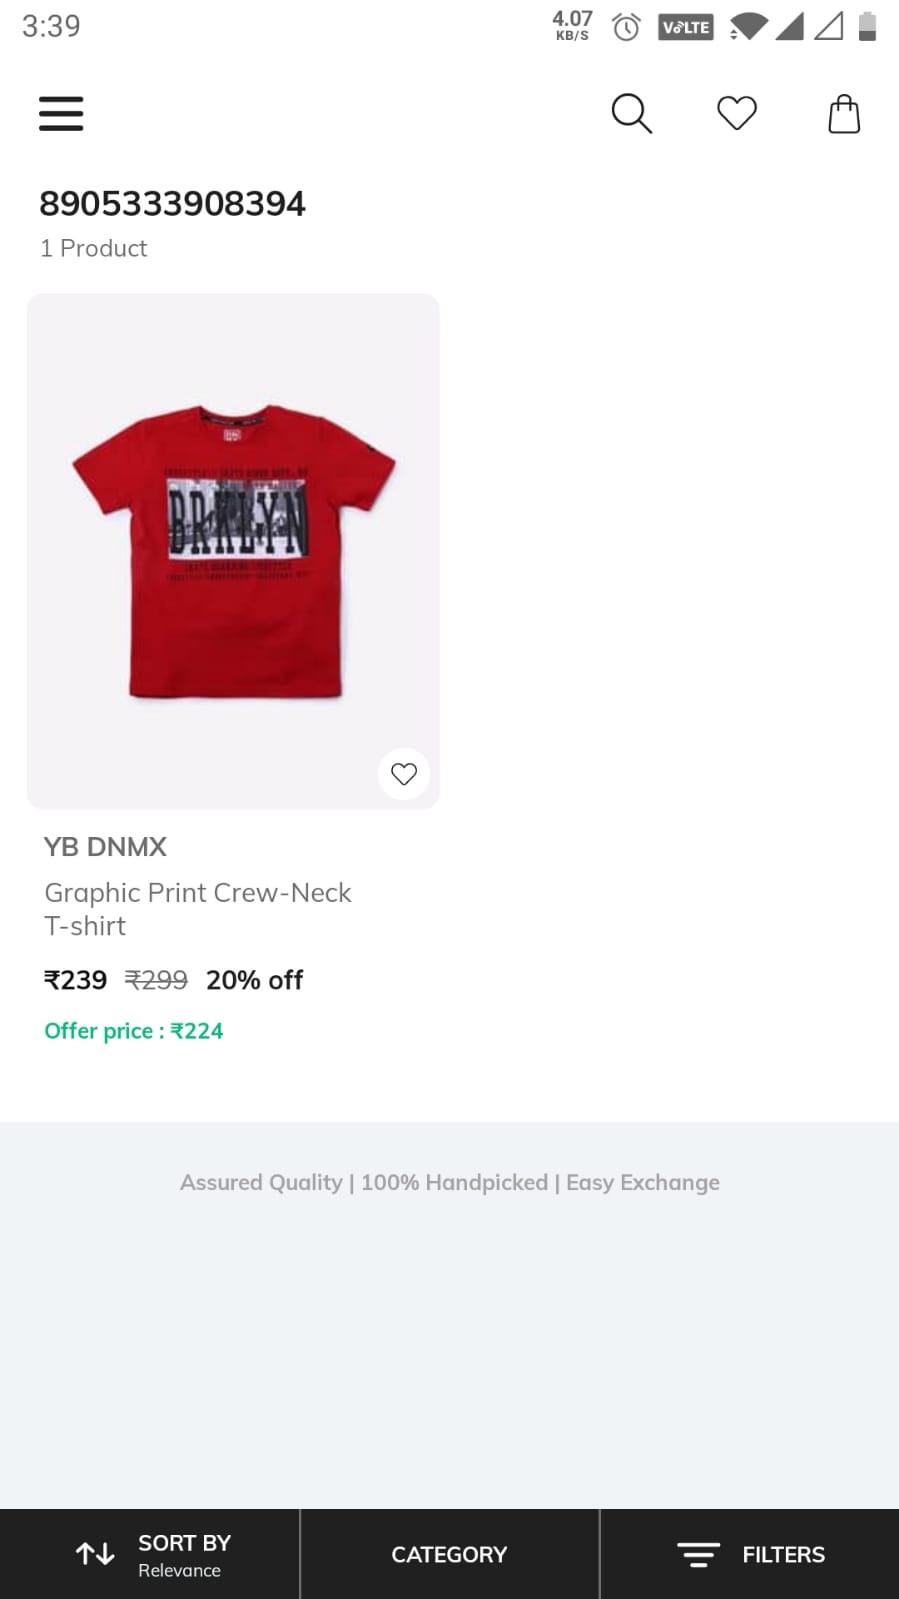 3:39
4.07
KB/S
VoLTE
8905333908394
1 Product
BRKLYN
YB DNMX
Graphic Print Crew-Neck
T-shirt
₹239 ₹299 20% off
Offer price : ₹224
Assured Quality | 100% Handpicked | Easy Exchange
SORT BY
Relevance
CATEGORY
FILTERS